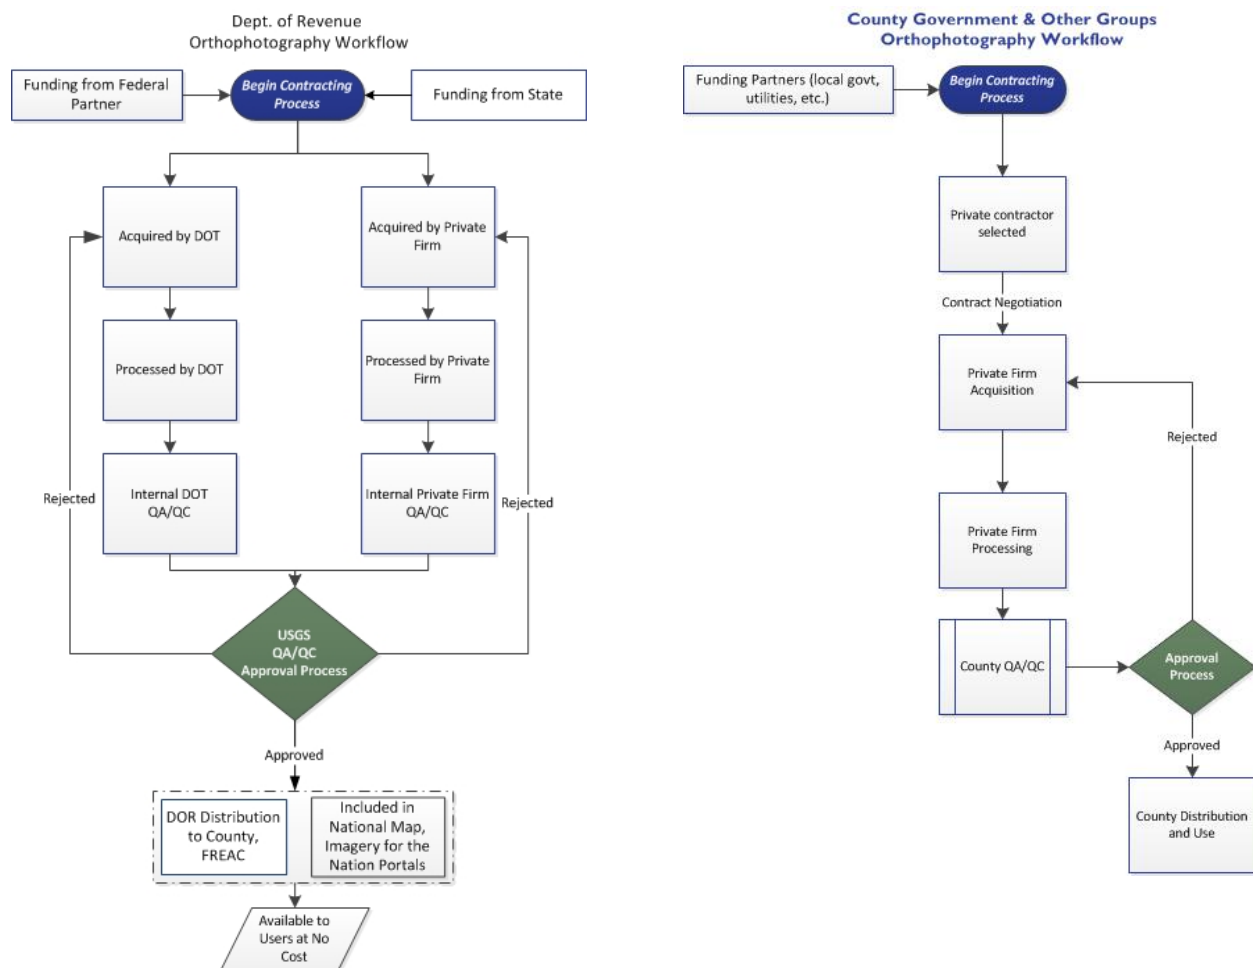 Dept. of Revenue
Orthophotography Workflow
Funding from Federal
Partner
Begin Contracting
Process
Funding from State
Acquired by DOT
Acquired by Private
Firm
Processed by DOT
Processed by Private
Firm
Internal DOT
QA/QC
Internal Private Firm
QA/QC
Rejected
Rejected
USGS
QA/QC
Approval Process
Approved
DOR Distribution
to County,
FREAC
Included in
National Map,
Imagery for the
Nation Portals
Available to
Users at No
Cost
County Government & Other Groups
Orthophotography Workflow
Funding Partners (local govt,
utilities, etc.)
Begin Contracting
Process
Private contractor
selected
Contract Negotiation
Private Firm
Acquisition
Rejected
Private Firm
Processing
County QA/QC
Approval
Process
Approved
County Distribution
and Use